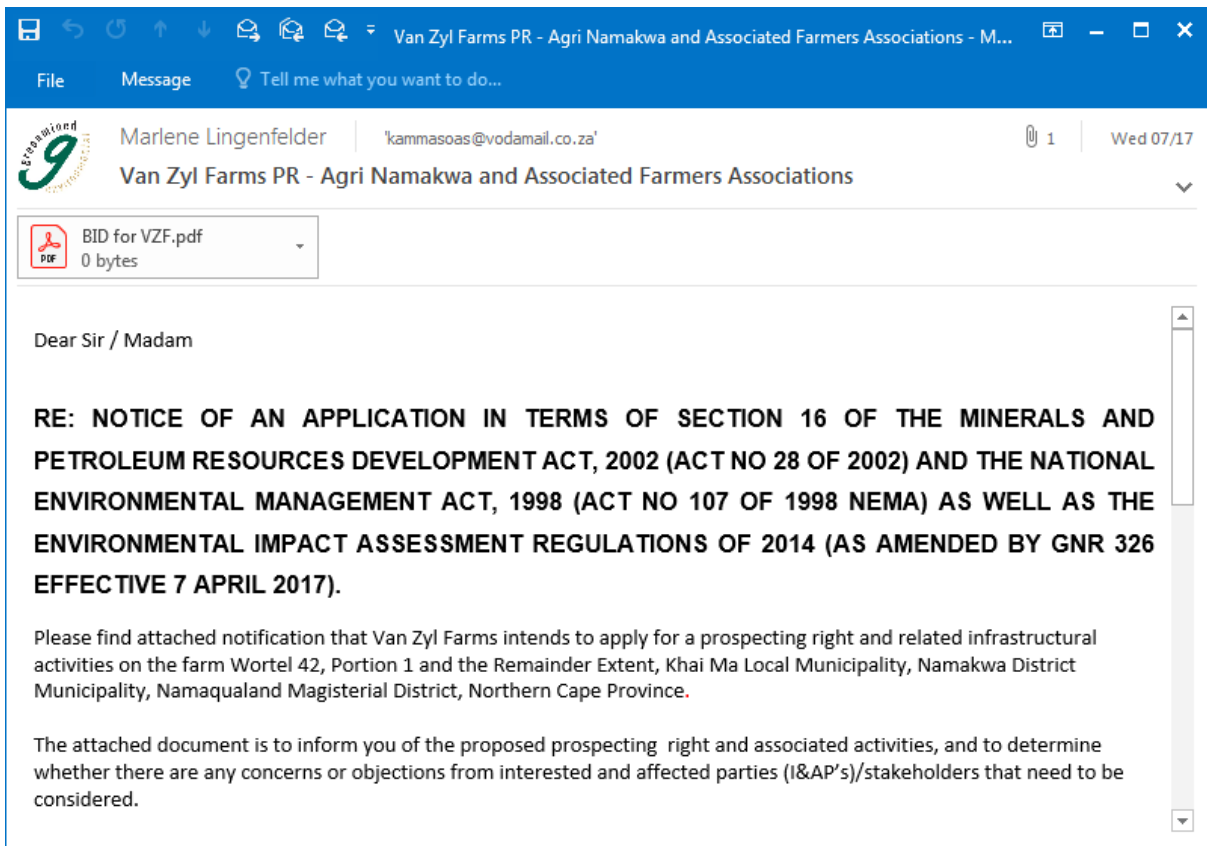 Van Zyl Farms PR - Agri Namakwa and Associated Farmers Associations - M...
File Message Tell me what you want to do...
Marlene Lingenfelder 'kammasoas@vodamail.co.za' 1 Wed 07/17
Van Zyl Farms PR - Agri Namakwa and Associated Farmers Associations
BID for VZF.pdf
PDF
0 bytes
Dear Sir / Madam
RE: NOTICE OF AN APPLICATION IN TERMS OF SECTION 16 OF THE MINERALS AND
PETROLEUM RESOURCES DEVELOPMENT ACT, 2002 (ACT NO 28 OF 2002) AND THE NATIONAL
ENVIRONMENTAL MANAGEMENT ACT, 1998 (ACT NO 107 OF 1998 NEMA) AS WELL AS THE
ENVIRONMENTAL IMPACT ASSESSMENT REGULATIONS OF 2014 (AS AMENDED BY GNR 326
EFFECTIVE 7 APRIL 2017).
Please find attached notification that Van Zyl Farms intends to apply for a prospecting right and related infrastructural
activities on the farm Wortel 42, Portion 1 and the Remainder Extent, Khai Ma Local Municipality, Namakwa District
Municipality, Namaqualand Magisterial District, Northern Cape Province.
The attached document is to inform you of the proposed prospecting right and associated activities, and to determine
whether there are any concerns or objections from interested and affected parties (I&AP's)/stakeholders that need to be
considered.